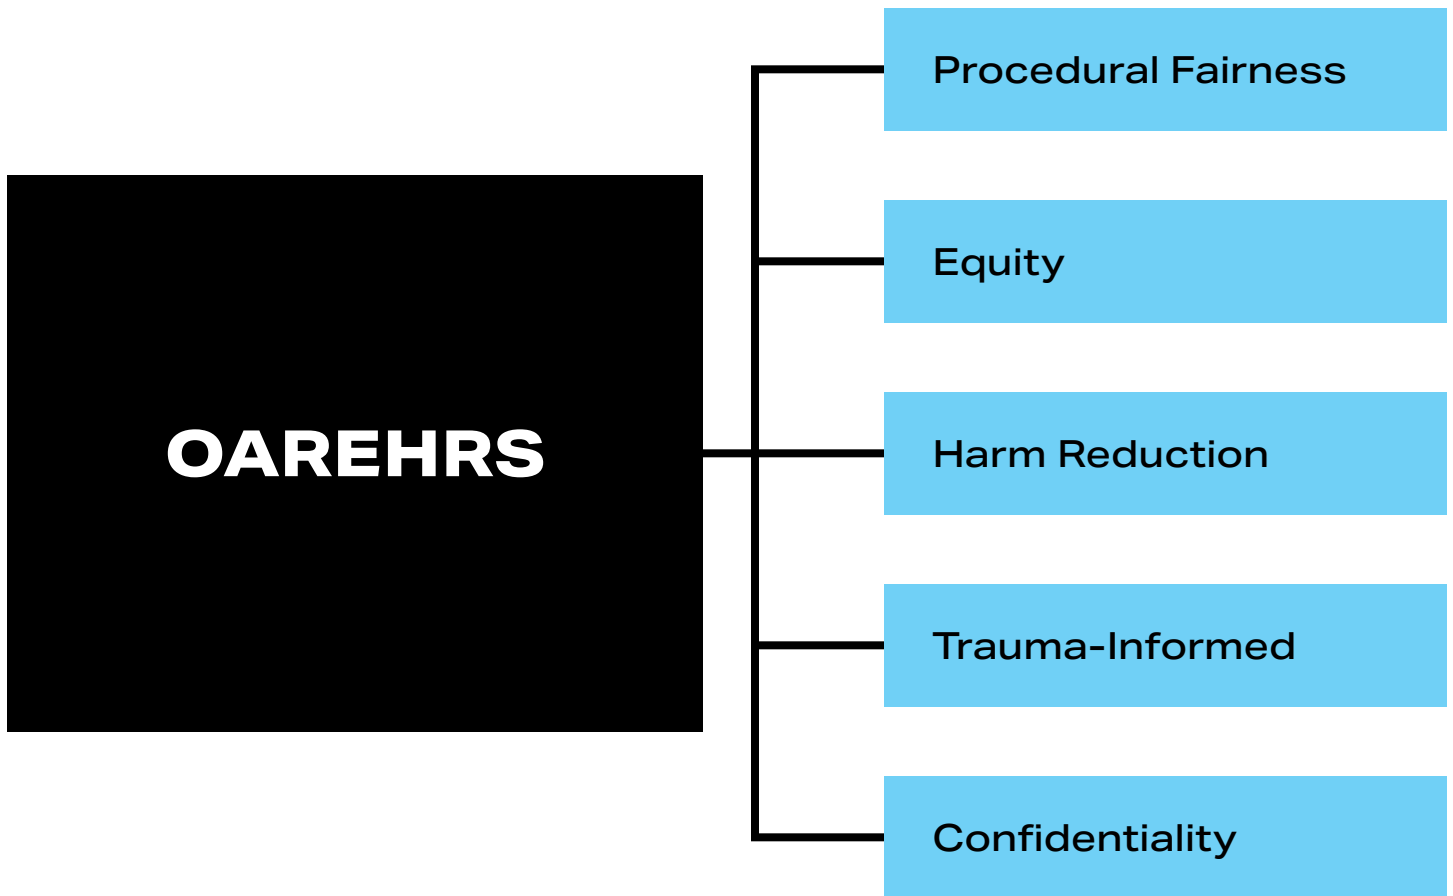 Procedural Fairness
Equity
OAREHRS
Harm Reduction
Trauma-Informed
Confidentiality